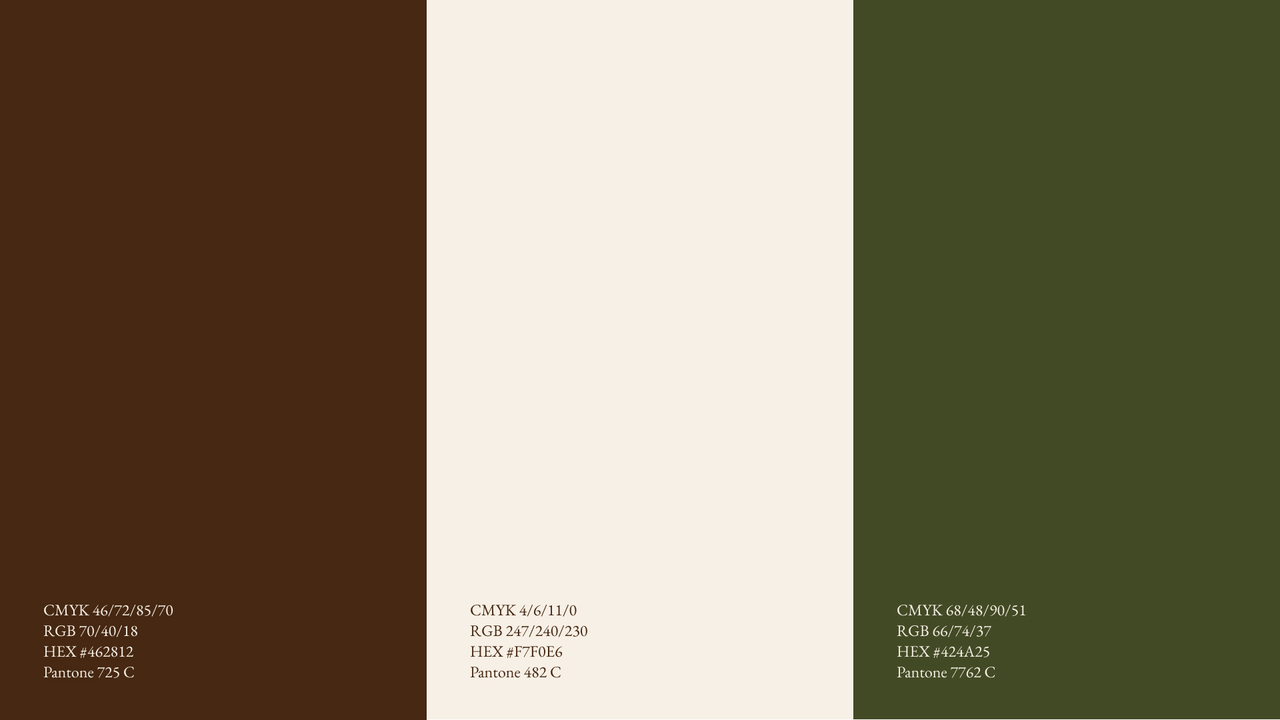 CMYK 46/72/85/70
RGB 70/40/18
HEX #462812
Pantone 725 C
CMYK 4/6/11/0
RGB 247/240/230
HEX #F7F0E6
Pantone 482 C
CMYK 68/48/90/51
RGB 66/74/37
HEX #424A25
Pantone 7762 C